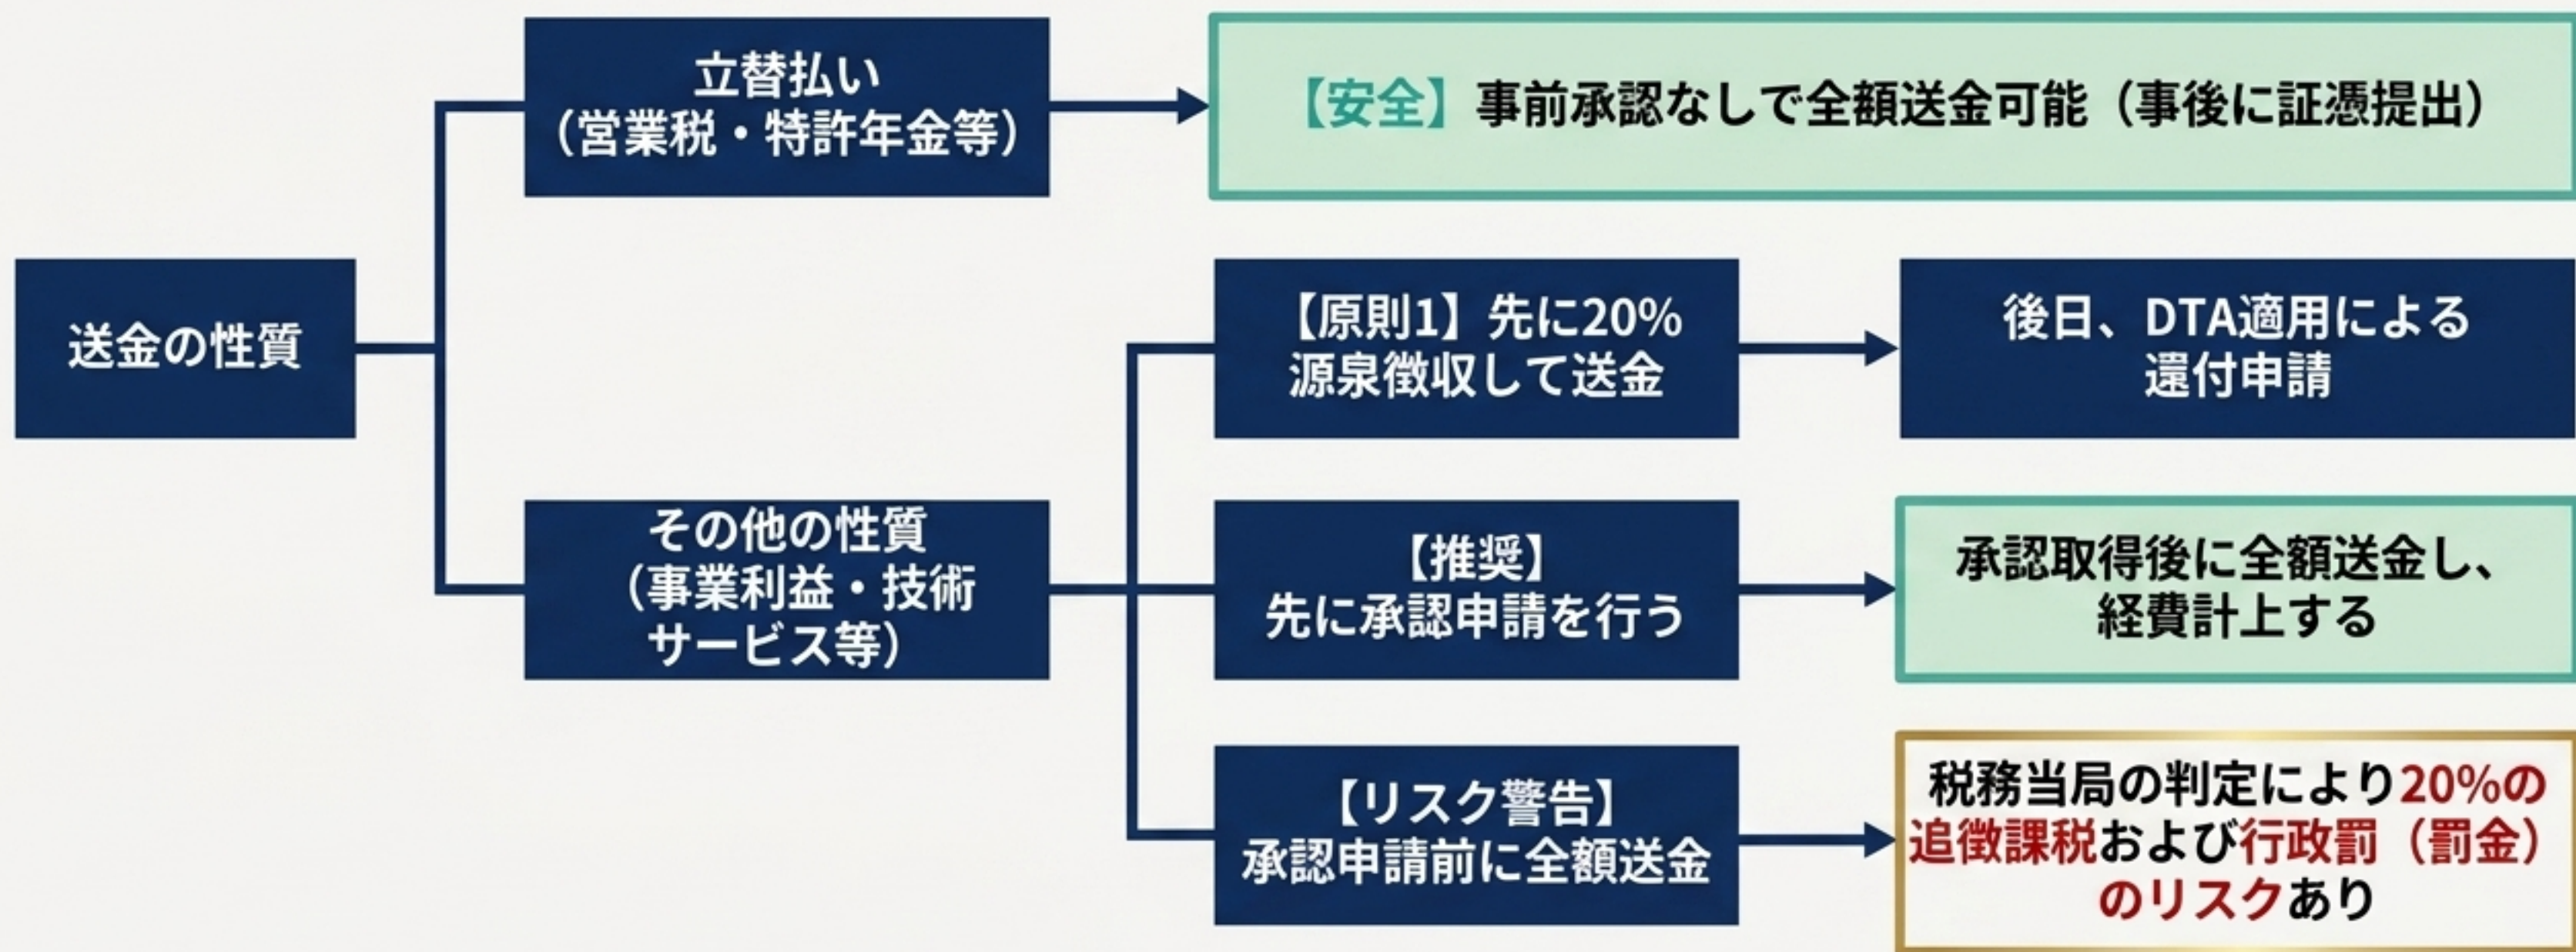 立替払い
（営業税・特許年金等）
【安全】事前承認なしで全額送金可能（事後に証憑提出）
送金の性質
【原則1】先に20%
源泉徴収して送金
後日、DTA適用による
還付申請
その他の性質
（事業利益・技術
サービス等）
【推奨】
先に承認申請を行う
承認取得後に全額送金し、
経費計上する
【リスク警告】
承認申請前に全額送金
税務当局の判定により20%の
追徴課税および行政罰（罰金）
のリスクあり